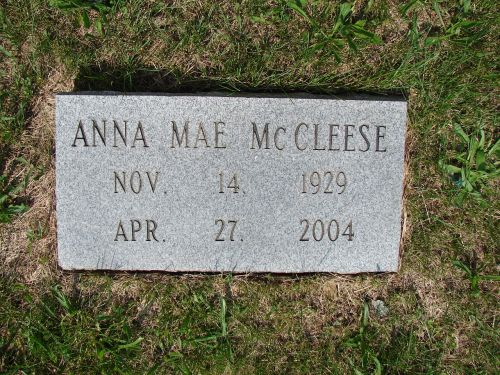 ANNA MAE McCLEESE
NOV. 14. 1929
APR. 27. 2004